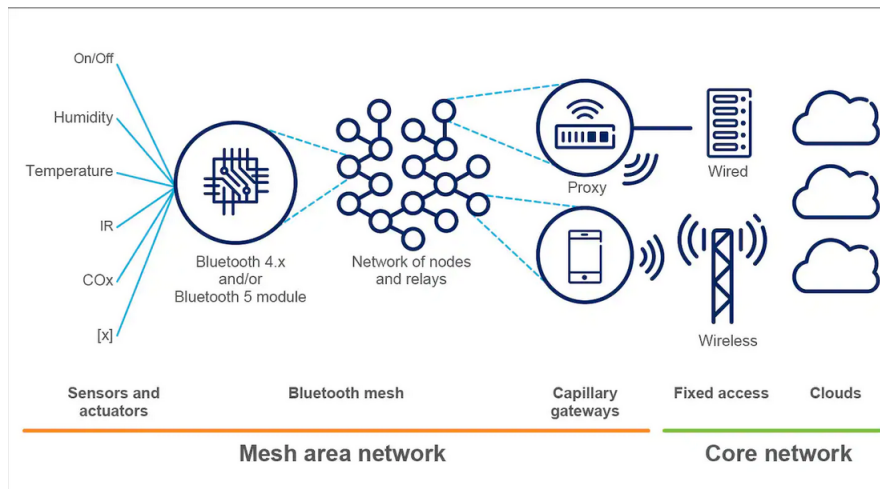 On/Off
Humidity
Temperature
IR
COx
[x]
Bluetooth 4.x
and/or
Bluetooth 5 module
Network of nodes
and relays
Proxy
Wired
Wireless
Sensors and
actuators
Bluetooth mesh
Capillary
gateways
Fixed access
Clouds
Mesh area network
Core network